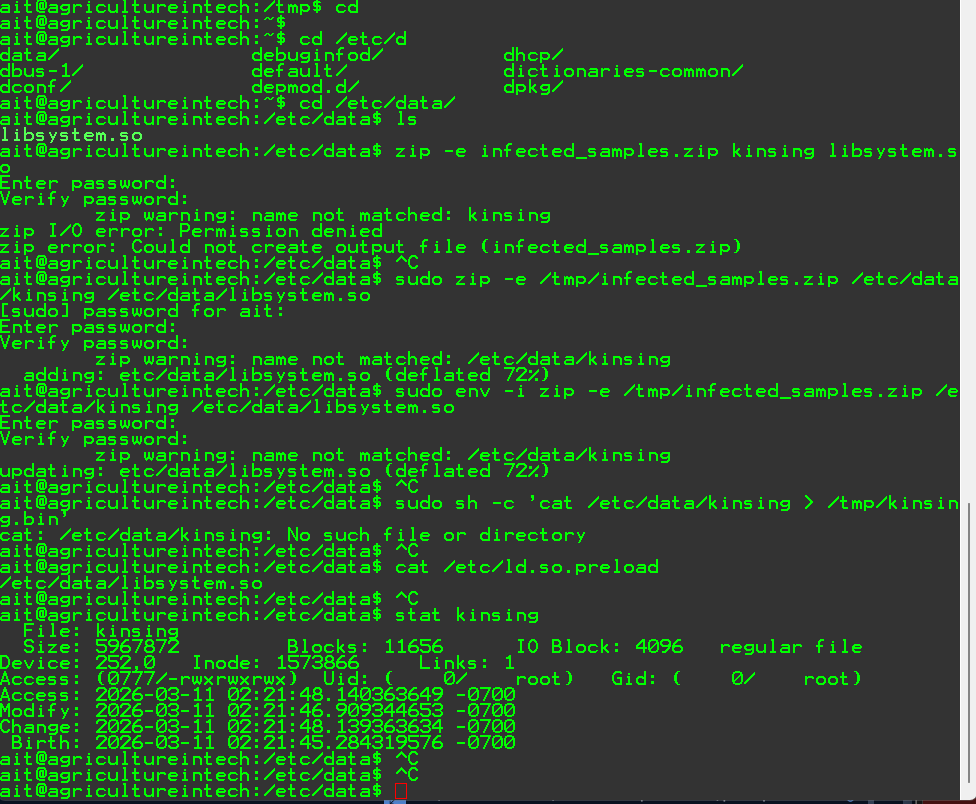 ait@agricultureintech:/tmp$ cd
ait@agricultureintech:~$
ait@agricultureintech:~$ cd /etc/d
data/ debuginfod/ dhcp/
dbus-1/ default/ dictionaries-common/
dconf/ depmod.d/ dpkg/
ait@agricultureintech:~$ cd /etc/data/
ait@agricultureintech:/etc/data$ ls
libsystem.so
ait@agricultureintech:/etc/data$ zip -e infected_samples.zip kinsing libsystem.s
o
Enter password:
Verify password:
        zip warning: name not matched: kinsing
zip I/O error: Permission denied
zip error: Could not create output file (infected_samples.zip)
ait@agricultureintech:/etc/data$ ^C
ait@agricultureintech:/etc/data$ sudo zip -e /tmp/infected_samples.zip /etc/data
/kinsing /etc/data/libsystem.so
[sudo] password for ait:
Enter password:
Verify password:
        zip warning: name not matched: /etc/data/kinsing
  adding: etc/data/libsystem.so (deflated 72%)
ait@agricultureintech:/etc/data$ sudo env -i zip -e /tmp/infected_samples.zip /e
tc/data/kinsing /etc/data/libsystem.so
Enter password:
Verify password:
        zip warning: name not matched: /etc/data/kinsing
updating: etc/data/libsystem.so (deflated 72%)
ait@agricultureintech:/etc/data$ ^C
ait@agricultureintech:/etc/data$ sudo sh -c 'cat /etc/data/kinsing > /tmp/kinsin
g.bin'
cat: /etc/data/kinsing: No such file or directory
ait@agricultureintech:/etc/data$ ^C
ait@agricultureintech:/etc/data$ cat /etc/ld.so.preload
/etc/data/libsystem.so
ait@agricultureintech:/etc/data$ ^C
ait@agricultureintech:/etc/data$ stat kinsing
  File: kinsing
  Size: 5967872         Blocks: 11656      IO Block: 4096   regular file
Device: 252,0   Inode: 1573866     Links: 1
Access: (0777/-rwxrwxrwx)  Uid: (    0/    root)   Gid: (    0/    root)
Access: 2026-03-11 02:21:48.140363649 -0700
Modify: 2026-03-11 02:21:46.909344653 -0700
Change: 2026-03-11 02:21:48.139363634 -0700
 Birth: 2026-03-11 02:21:45.284319576 -0700
ait@agricultureintech:/etc/data$ ^C
ait@agricultureintech:/etc/data$ ^C
ait@agricultureintech:/etc/data$